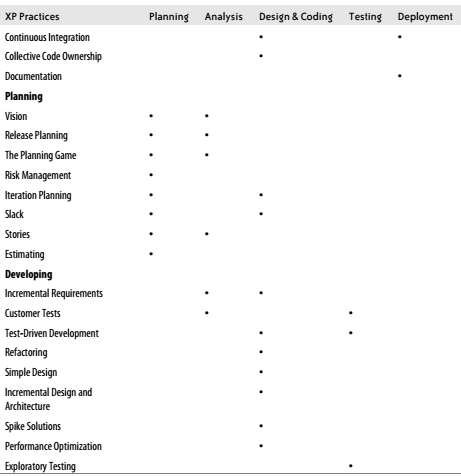 XP Practices Planning Analysis Design & Coding Testing Deployment
Continuous Integration • •
Collective Code Ownership •
Documentation •
Planning
Vision • •
Release Planning • •
The Planning Game • •
Risk Management •
Iteration Planning • •
Slack • •
Stories • •
Estimating •
Developing
Incremental Requirements • •
Customer Tests • •
Test-Driven Development • •
Refactoring •
Simple Design •
Incremental Design and •
Architecture
Spike Solutions •
Performance Optimization •
Exploratory Testing •